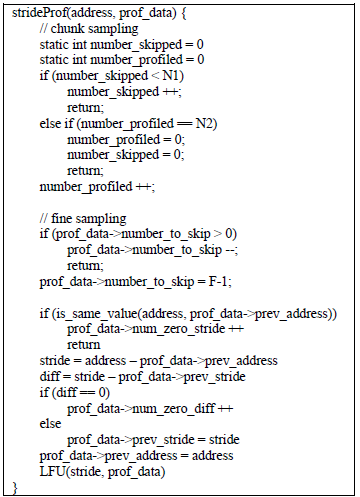 strideProf(address, prof_data) {
// chunk sampling
static int number_skipped = 0
static int number_profiled = 0
if (number_skipped < N1)
number_skipped ++;
return;
else if (number_profiled == N2)
number_profiled = 0;
number_skipped = 0;
return;
number_profiled ++;
// fine sampling
if (prof_data->number_to_skip > 0)
prof_data->number_to_skip --;
return;
prof_data->number_to_skip = F-1;
if (is_same_value(address, prof_data->prev_address))
prof_data->num_zero_stride ++
return
stride = address – prof_data->prev_address
diff = stride – prof_data->prev_stride
if (diff == 0)
prof_data->num_zero_diff ++
else
prof_data->prev_stride = stride
prof_data->prev_address = address
LFU(stride, prof_data)
}